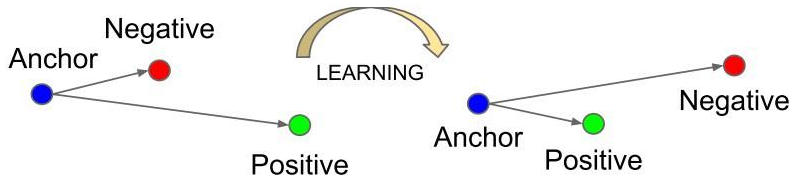 Negative
Anchor
Positive
LEARNING
Anchor
Positive
Negative